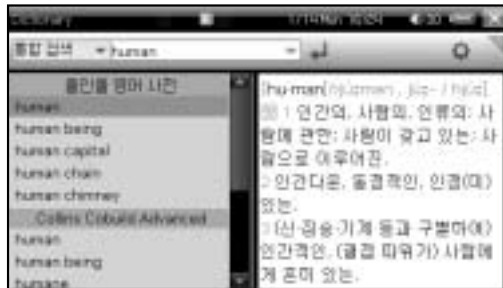 Dictionary
통합 검색
human
올인올 영어 사전
human
human being
human capital
human chain
human chimney
Collins Cobuild Advanced
human
human being
humane
hu·man
1 인간의, 사람의, 인류의; 사
람에 관한; 사람이 갖고 있는; 사
람으로 이루어진.
2 인간다운, 동정적인, 인정(미)
있는.
3 (신·짐승·기계 등과 구별하여)
인간적인, (결점 따위가) 사람에
게 흔히 있는.